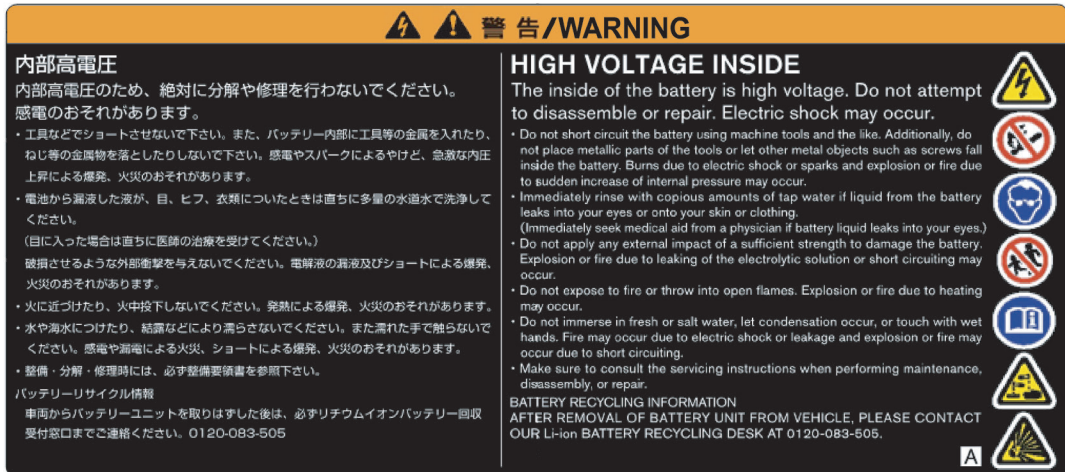 警告/WARNING
内部高電圧
内部高電圧のため、絶対に分解や修理を行わないでください。
感電のおそれがあります。
・工具などでショートさせないで下さい。また、バッテリー内部に工具等の金属を入れたり、
ねじ等の金属物を落としたりしないで下さい。感電やスパークによるやけど、急激な内圧
上昇による爆発、火災のおそれがあります。
・電池から漏液した液が、目、ヒフ、衣類についたときは直ちに多量の水道水で洗浄して
ください。
（目に入った場合は直ちに医師の治療を受けてください。）
破損させるような外部衝撃を与えないでください。電解液の漏液及びショートによる爆発、
火災のおそれがあります。
・火に近づけたり、火中投下しないでください。発熱による爆発、火災のおそれがあります。
・水や海水につけたり、結露などにより濡らさないでください。また濡れた手で触らないで
ください。感電や漏電による火災、ショートによる爆発、火災のおそれがあります。
・整備・分解・修理時には、必ず整備要領書を参照下さい。
バッテリーリサイクル情報
車両からバッテリーユニットを取りはずした後は、必ずリチウムイオンバッテリー回収
受付窓口までご連絡ください。0120-083-505
HIGH VOLTAGE INSIDE
The inside of the battery is high voltage. Do not attempt
to disassemble or repair. Electric shock may occur.
・Do not short circuit the battery using machine tools and the like. Additionally, do
not place metallic parts of the tools or let other metal objects such as screws fall
inside the battery. Burns due to electric shock or sparks and explosion or fire due
to sudden increase of internal pressure may occur.
・Immediately rinse with copious amounts of tap water if liquid from the battery
leaks into your eyes or onto your skin or clothing.
(Immediately seek medical aid from a physician if battery liquid leaks into your eyes.)
・Do not apply any external impact of a sufficient strength to damage the battery.
Explosion or fire due to leaking of the electrolytic solution or short circuiting may
occur.
・Do not expose to fire or throw into open flames. Explosion or fire due to heating
may occur.
・Do not immerse in fresh or salt water, let condensation occur, or touch with wet
hands. Fire may occur due to electric shock or leakage and explosion or fire may
occur due to short circuiting.
・Make sure to consult the servicing instructions when performing maintenance,
disassembly, or repair.
BATTERY RECYCLING INFORMATION
AFTER REMOVAL OF BATTERY UNIT FROM VEHICLE, PLEASE CONTACT
OUR Li-ion BATTERY RECYCLING DESK AT 0120-083-505.
A